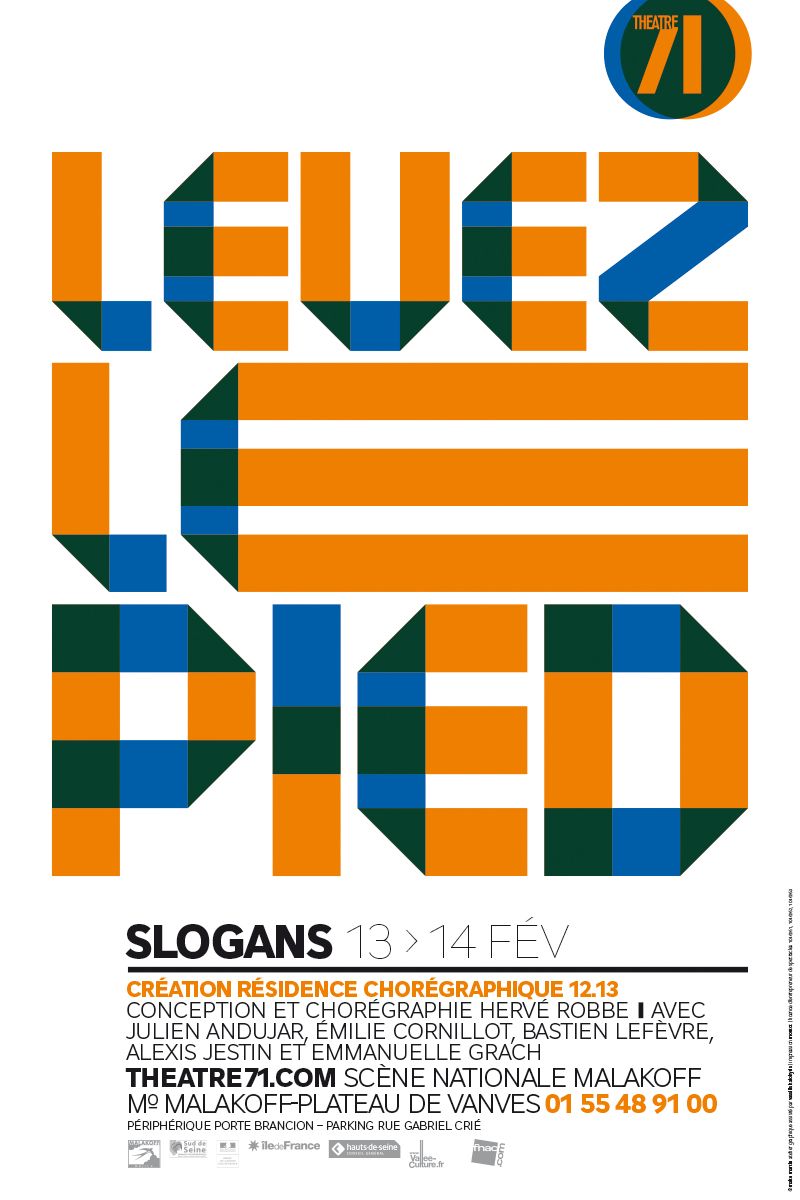 THEATRE
71
LEVEZ
LE
PIED
SLOGANS 13 > 14 FÉV
CRÉATION RÉSIDENCE CHORÉGRAPHIQUE 12.13
CONCEPTION ET CHORÉGRAPHIE HERVÉ ROBBE I AVEC
JULIEN ANDUJAR, ÉMILIE CORNILLOT, BASTIEN LEFÈVRE,
ALEXIS JESTIN ET EMMANUELLE GRACH
THEATRE71.COM SCÈNE NATIONALE MALAKOFF
Mº MALAKOFF-PLATEAU DE VANVES 01 55 48 91 00
PÉRIPHÉRIQUE PORTE BRANCION – PARKING RUE GABRIEL CRIÉ
MALAKOFF
Sud de Seine
îledeFrance
hauts-de-seine
CONSEIL GÉNÉRAL
Vallée-Culture.fr
fnac.com